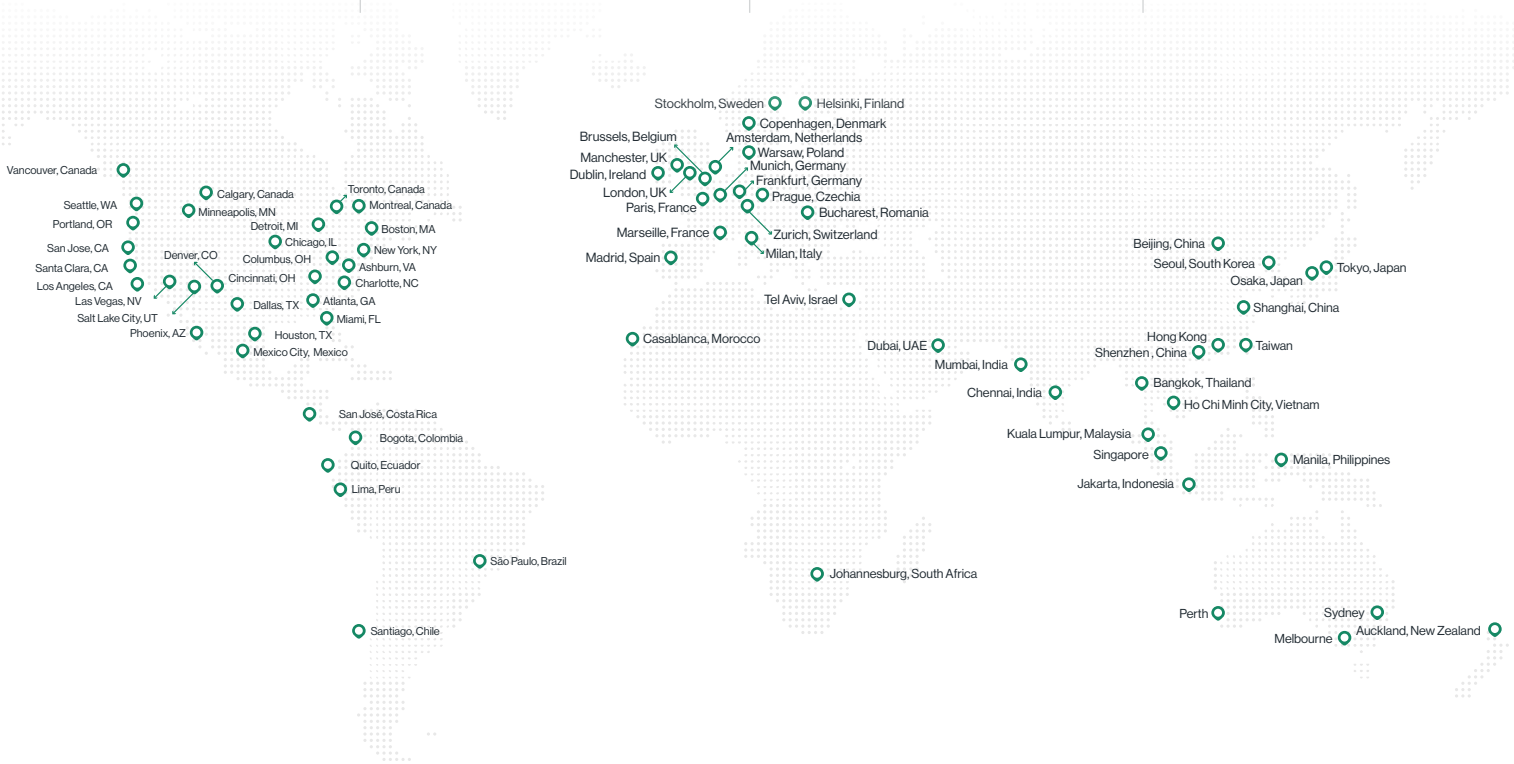 Stockholm, Sweden
Helsinki, Finland
Copenhagen, Denmark
Brussels, Belgium
Amsterdam, Netherlands
Manchester, UK
Warsaw, Poland
Dublin, Ireland
Munich, Germany
London, UK
Frankfurt, Germany
Paris, France
Prague, Czechia
Bucharest, Romania
Marseille, France
Zurich, Switzerland
Madrid, Spain
Milan, Italy
Vancouver, Canada
Calgary, Canada
Toronto, Canada
Seattle, WA
Minneapolis, MN
Montreal, Canada
Portland, OR
Detroit, MI
Boston, MA
San Jose, CA
Denver, CO
Chicago, IL
New York, NY
Santa Clara, CA
Columbus, OH
Ashburn, VA
Los Angeles, CA
Cincinnati, OH
Charlotte, NC
Las Vegas, NV
Dallas, TX
Atlanta, GA
Salt Lake City, UT
Miami, FL
Phoenix, AZ
Houston, TX
Mexico City, Mexico
San José, Costa Rica
Bogota, Colombia
Quito, Ecuador
Lima, Peru
São Paulo, Brazil
Santiago, Chile
Tel Aviv, Israel
Casablanca, Morocco
Dubai, UAE
Mumbai, India
Chennai, India
Johannesburg, South Africa
Beijing, China
Seoul, South Korea
Tokyo, Japan
Osaka, Japan
Shanghai, China
Hong Kong
Taiwan
Shenzhen , China
Bangkok, Thailand
Ho Chi Minh City, Vietnam
Kuala Lumpur, Malaysia
Singapore
Manila, Philippines
Jakarta, Indonesia
Perth
Sydney
Auckland, New Zealand
Melbourne